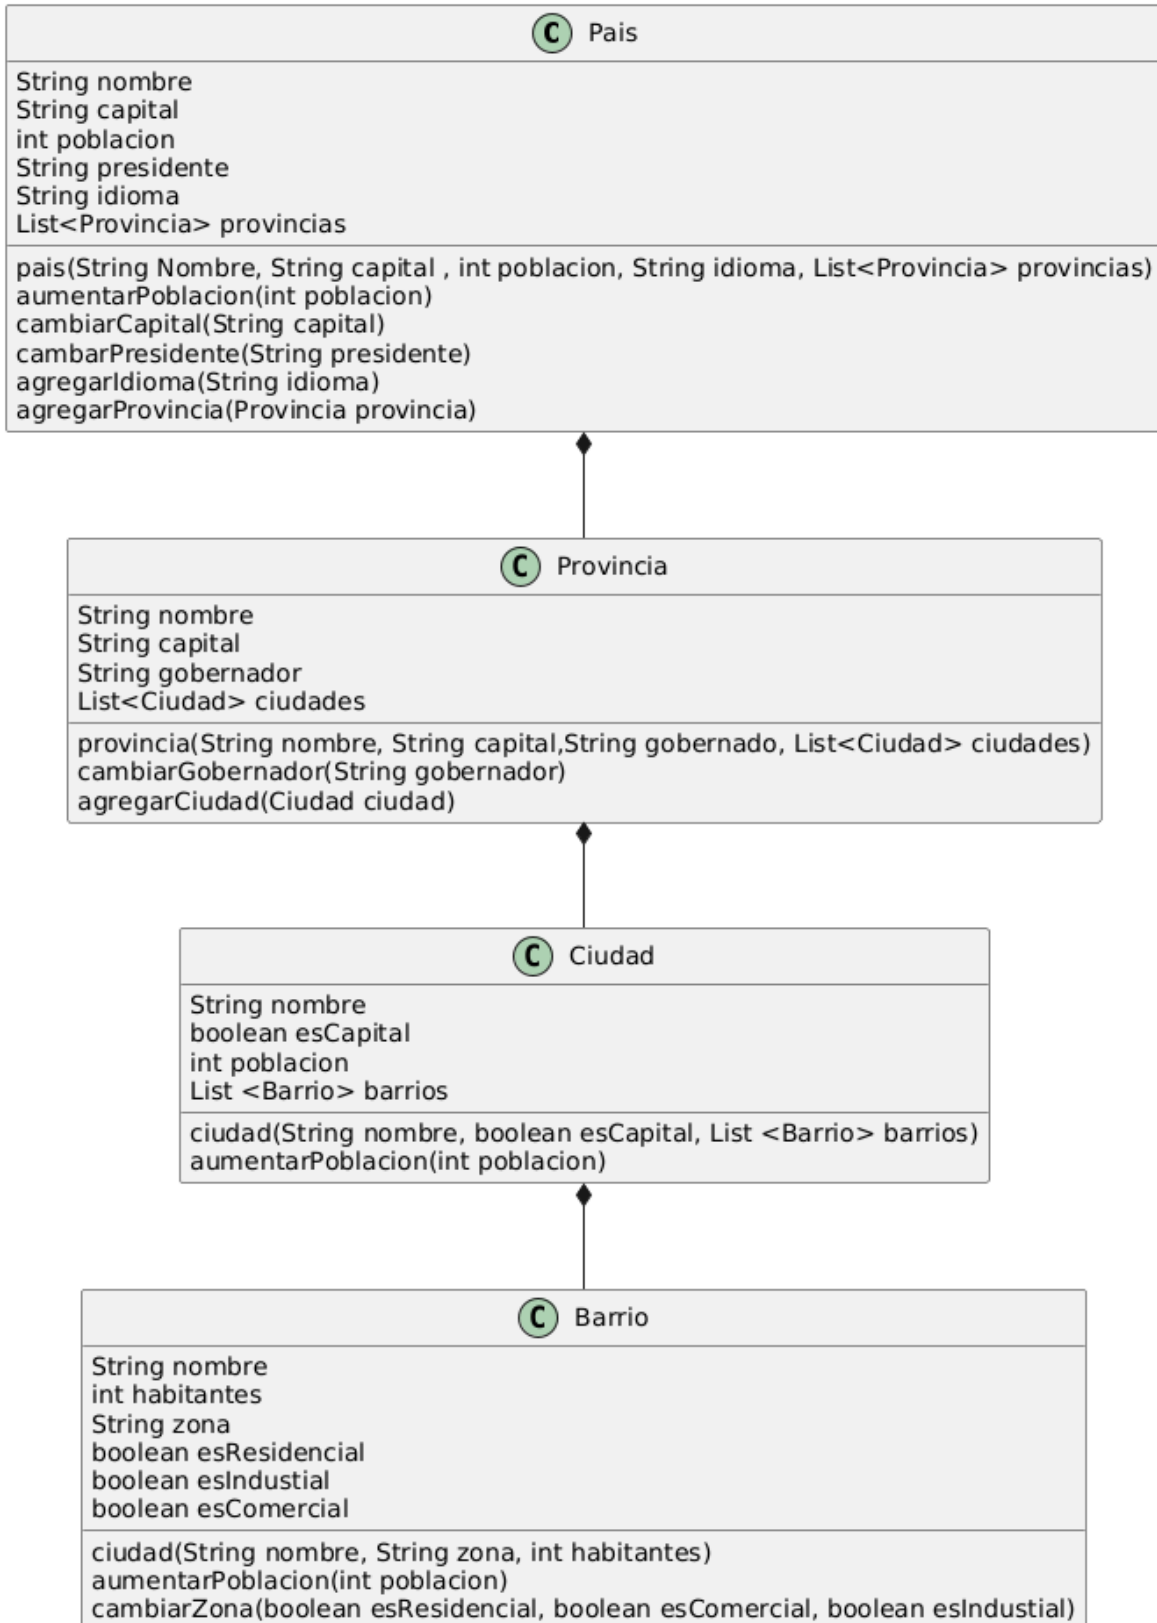 C Pais
String nombre
String capital
int poblacion
String presidente
String idioma
List<Provincia> provincias
pais(String Nombre, String capital , int poblacion, String idioma, List<Provincia> provincias)
aumentarPoblacion(int poblacion)
cambiarCapital(String capital)
cambarPresidente(String presidente)
agregarIdioma(String idioma)
agregarProvincia(Provincia provincia)
C Provincia
String nombre
String capital
String gobernador
List<Ciudad> ciudades
provincia(String nombre, String capital,String gobernado, List<Ciudad> ciudades)
cambiarGobernador(String gobernador)
agregarCiudad(Ciudad ciudad)
C Ciudad
String nombre
boolean esCapital
int poblacion
List <Barrio> barrios
ciudad(String nombre, boolean esCapital, List <Barrio> barrios)
aumentarPoblacion(int poblacion)
C Barrio
String nombre
int habitantes
String zona
boolean esResidencial
boolean esIndustial
boolean esComercial
ciudad(String nombre, String zona, int habitantes)
aumentarPoblacion(int poblacion)
cambiarZona(boolean esResidencial, boolean esComercial, boolean esIndustial)